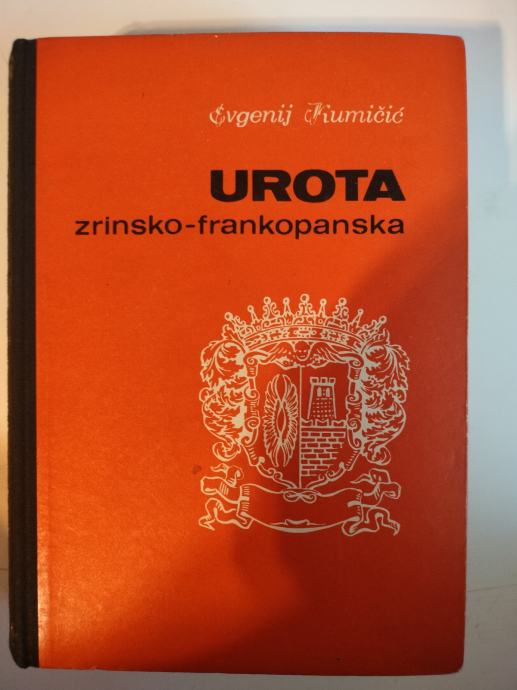 Evgenij Kumičić
UROTA
zrinsko-frankopanska